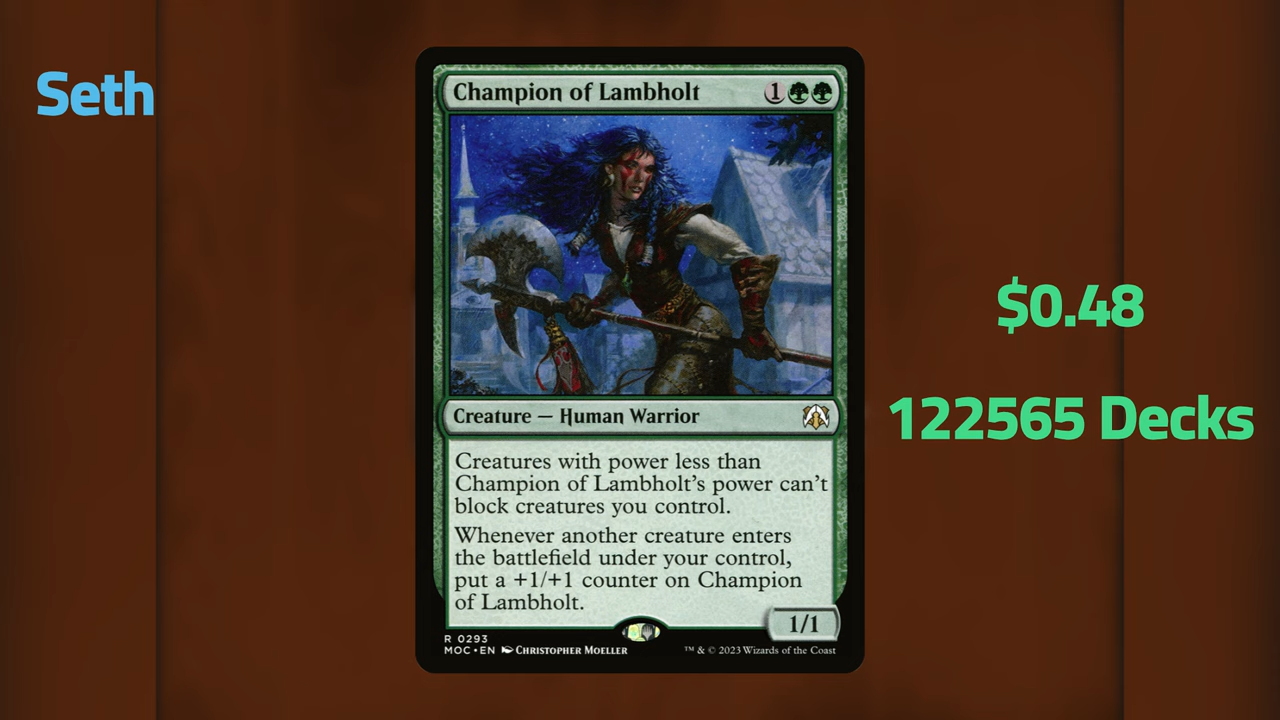 Seth
Champion of Lambholt 1
$0.48
122565 Decks
Creature — Human Warrior
Creatures with power less than
Champion of Lambholt's power can't
block creatures you control.
Whenever another creature enters
the battlefield under your control,
put a +1/+1 counter on Champion
of Lambholt.
1/1
R 0293
MOC • EN Christopher Moeller
™ & © 2023 Wizards of the Coast